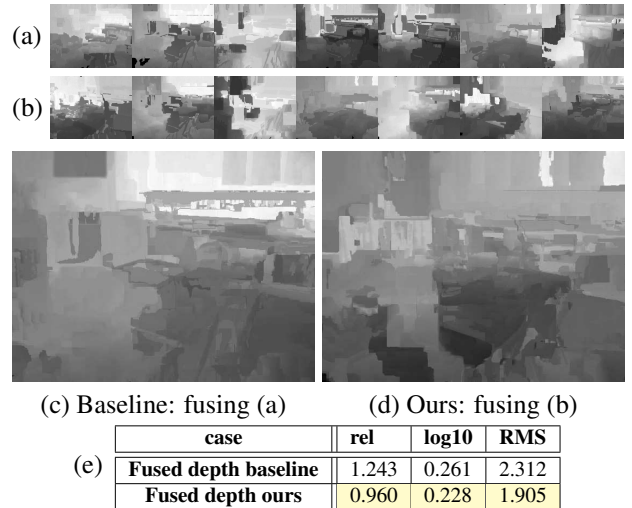 (a)
(b)
(c) Baseline: fusing (a) (d) Ours: fusing (b)
(e)
case rel log10 RMS
Fused depth baseline 1.243 0.261 2.312
Fused depth ours 0.960 0.228 1.905